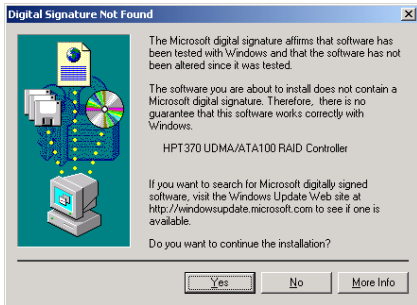 Digital Signature Not Found
The Microsoft digital signature affirms that software has
been tested with Windows and that the software has not
been altered since it was tested.
The software you are about to install does not contain a
Microsoft digital signature. Therefore, there is no
guarantee that this software works correctly with
Windows.
HPT370 UDMA/ATA100 RAID Controller
If you want to search for Microsoft digitally signed
software, visit the Windows Update Web site at
http://windowsupdate.microsoft.com to see if one is
available.
Do you want to continue the installation?
Yes No More Info